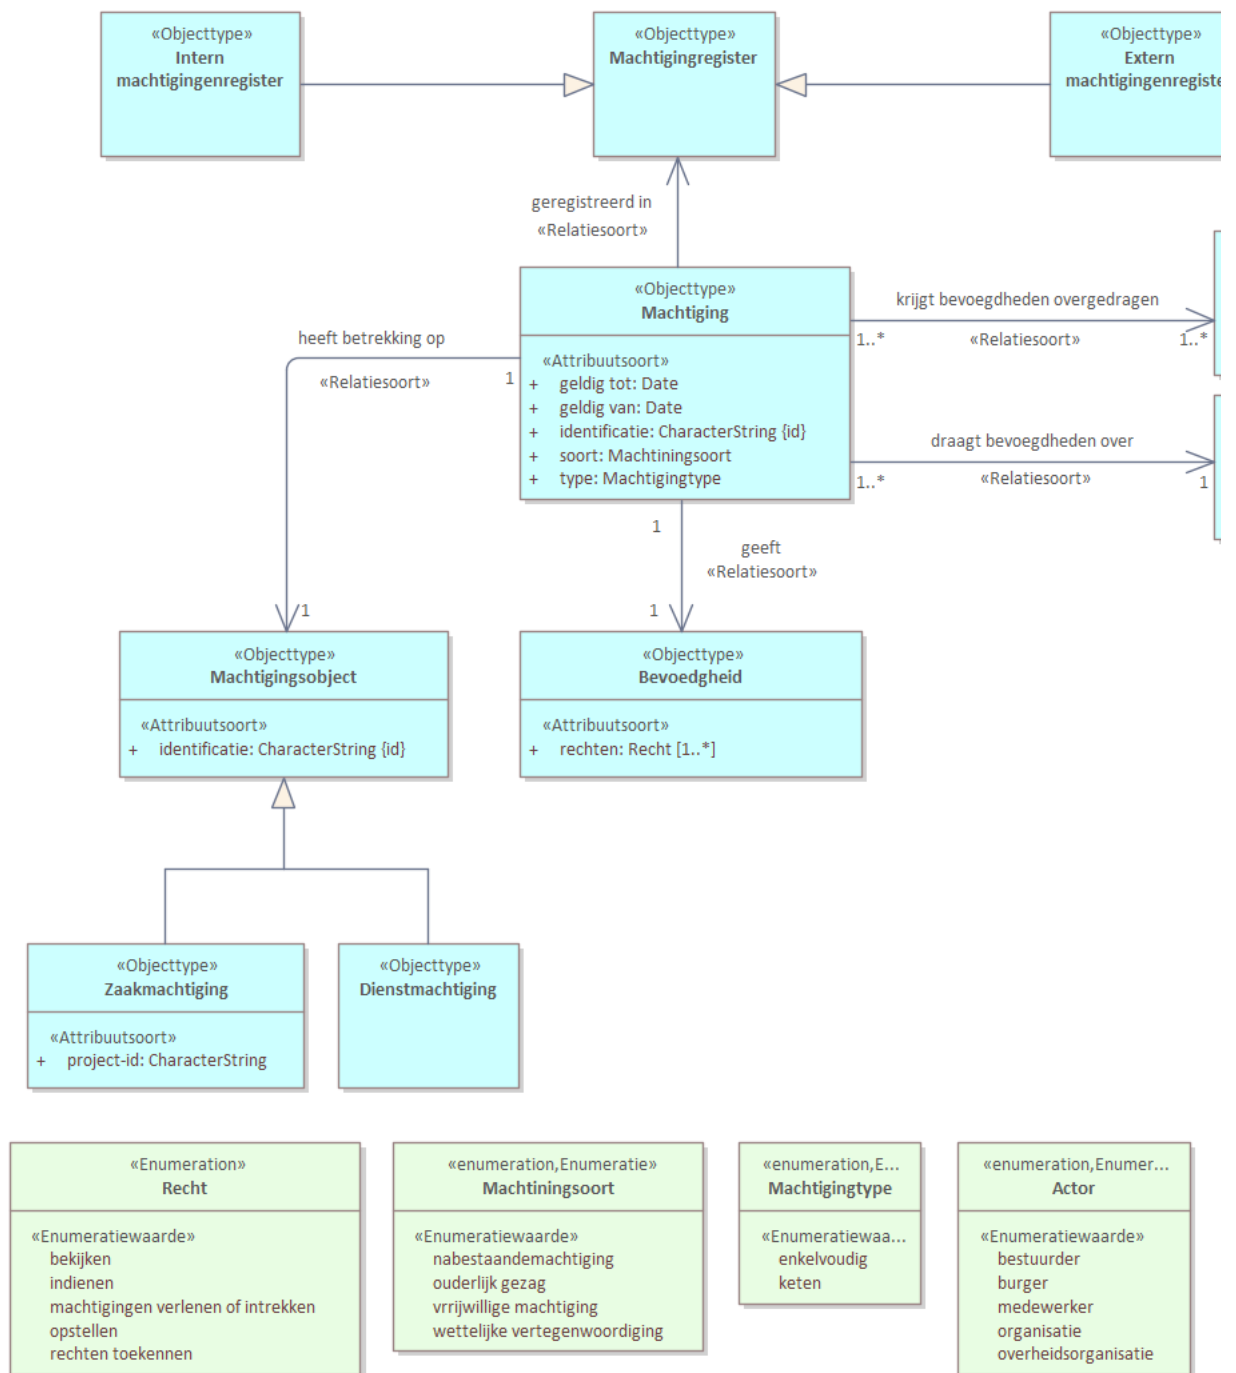 «Objecttype»
Intern
machtigingenregister
«Objecttype»
Machtigingregister
«Objecttype»
Extern
machtigingenregiste
geregistreerd in
«Relatiesoort»
«Objecttype»
Machtiging
«Attribuutsoort»
+ geldig tot: Date
+ geldig van: Date
+ identificatie: CharacterString {id}
+ soort: Machtiningsoort
+ type: Machtigingtype
krijgt bevoegdheden overgedragen
1..*
«Relatiesoort»
1..*
draagt bevoegdheden over
1..*
«Relatiesoort»
1
heeft betrekking op
«Relatiesoort»
1
1
1
geeft
«Relatiesoort»
1
«Objecttype»
Machtigingsobject
«Attribuutsoort»
+ identificatie: CharacterString {id}
«Objecttype»
Bevoedgheid
«Attribuutsoort»
+ rechten: Recht [1..*]
«Objecttype»
Zaakmachtiging
«Attribuutsoort»
+ project-id: CharacterString
«Objecttype»
Dienstmachtiging
«Enumeration»
Recht
«Enumeratiewaarde»
bekijken
indienen
machtigingen verlenen of intrekken
opstellen
rechten toekennen
«enumeration,Enumeratie»
Machtiningsoort
«Enumeratiewaarde»
nabestaandemachtiging
ouderlijk gezag
vrrijwillige machtiging
wettelijke vertegenwoordiging
«enumeration,E...
Machtigingtype
«Enumeratiewaa...
enkelvoudig
keten
«enumeration,Enumer...
Actor
«Enumeratiewaarde»
bestuurder
burger
medewerker
organisatie
overheidsorganisatie